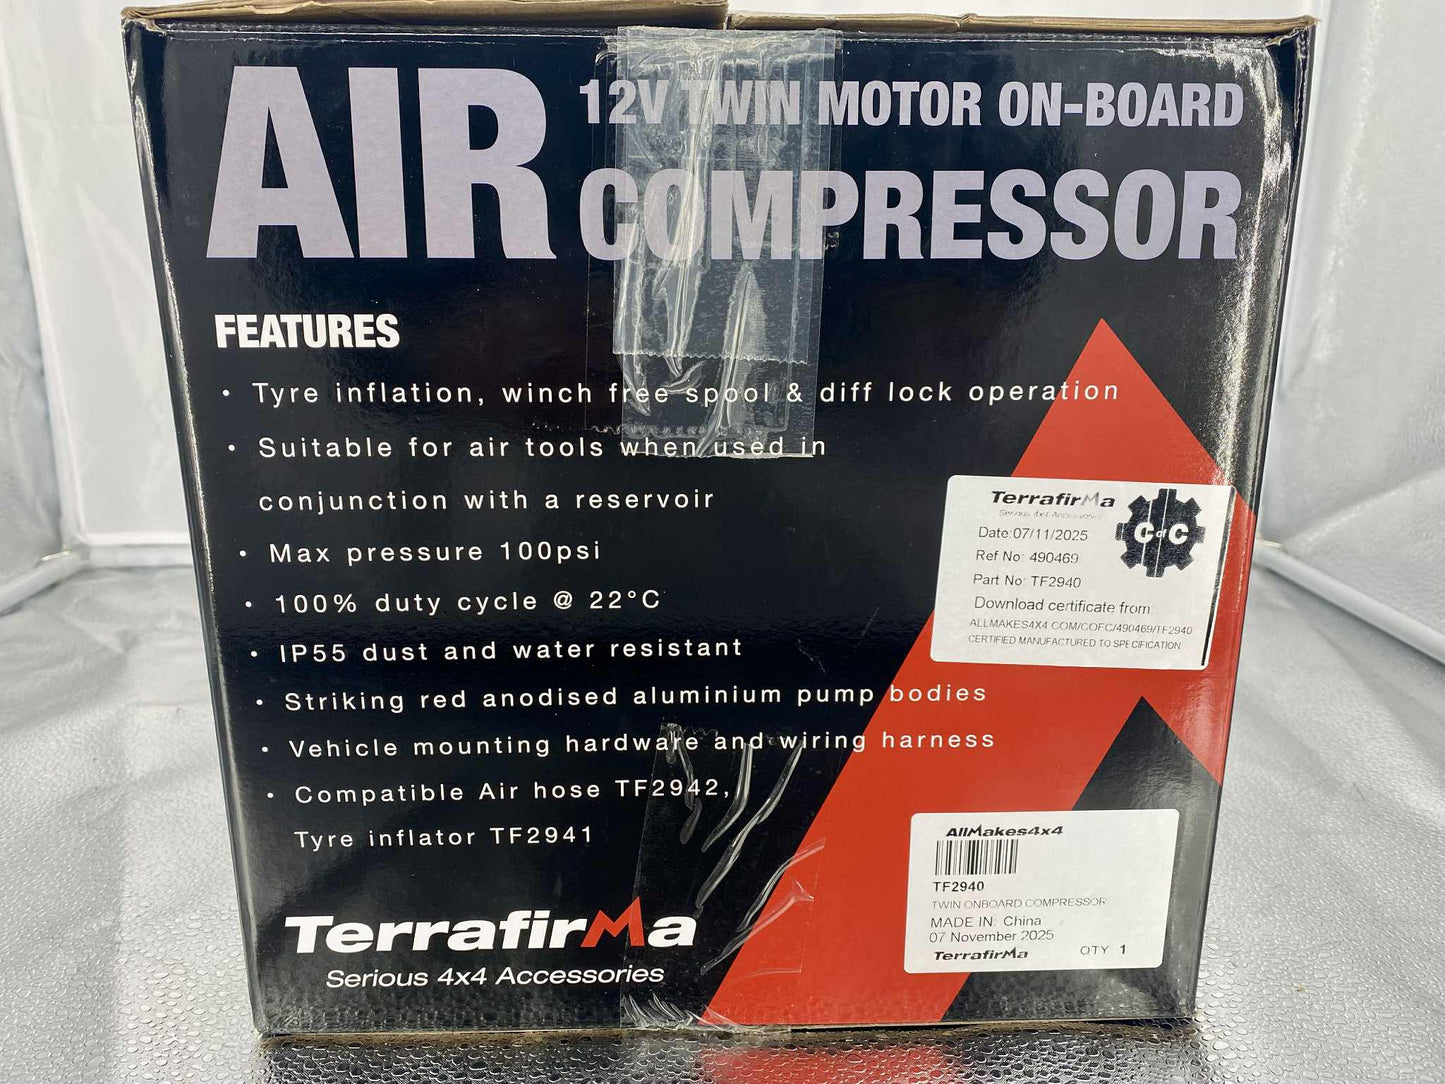 AIR
12V TWIN MOTOR ON-BOARD
COMPRESSOR
FEATURES
• Tyre inflation, winch free spool & diff lock operation
• Suitable for air tools when used in
conjunction with a reservoir
• Max pressure 100psi
• 100% duty cycle @ 22°C
• IP55 dust and water resistant
• Striking red anodised aluminium pump bodies
• Vehicle mounting hardware and wiring harness
• Compatible Air hose TF2942,
Tyre inflator TF2941
TerrafirMa
Serious 4x4 Accessories
TerrafirMa
Serious 4x4 Accessories
C of C
Date:07/11/2025
Ref No: 490469
Part No: TF2940
Download certificate from:
ALLMAKES4X4.COM/COFC/490469/TF2940
CERTIFIED MANUFACTURED TO SPECIFICATION
AllMakes4x4
TF2940
TWIN ONBOARD COMPRESSOR
MADE IN: China
07 November 2025
TerrafirMa
QTY: 1